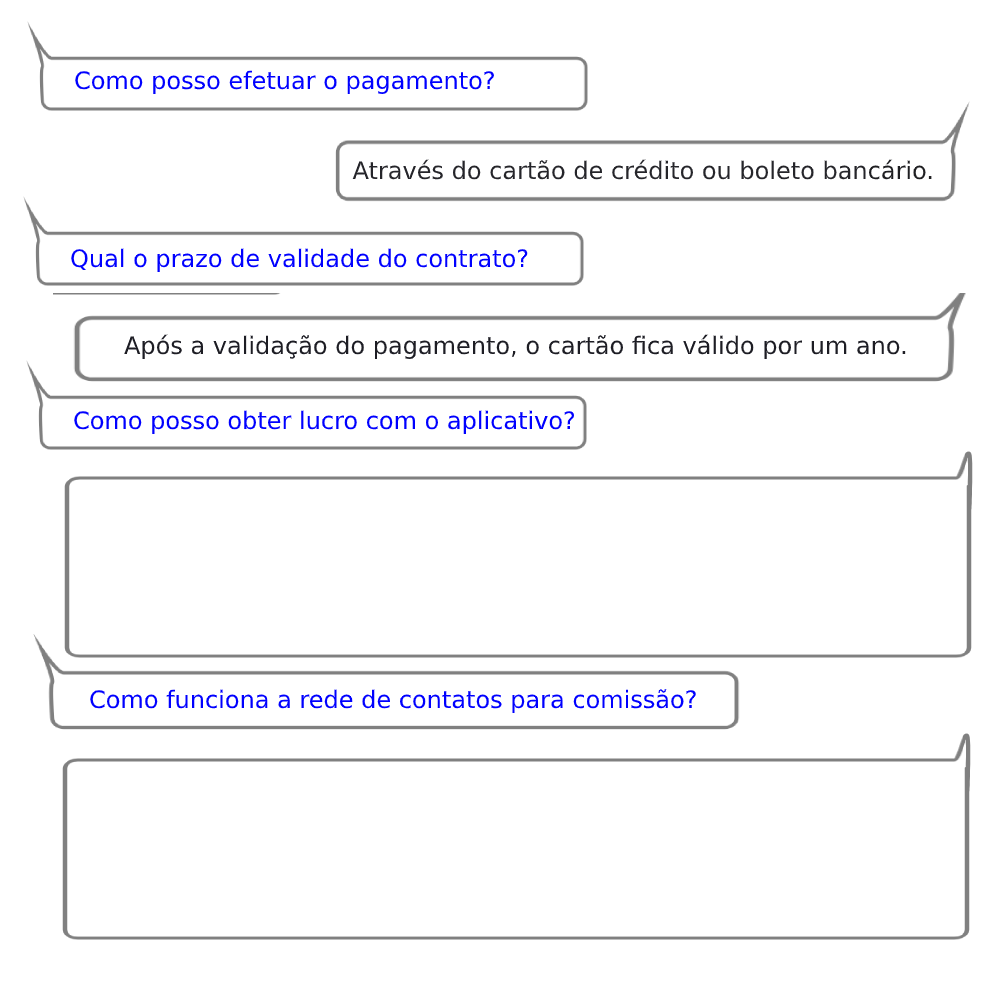 Como posso efetuar o pagamento?
Através do cartão de crédito ou boleto bancário.
Qual o prazo de validade do contrato?
Após a validação do pagamento, o cartão fica válido por um ano.
Como posso obter lucro com o aplicativo?
Como funciona a rede de contatos para comissão?